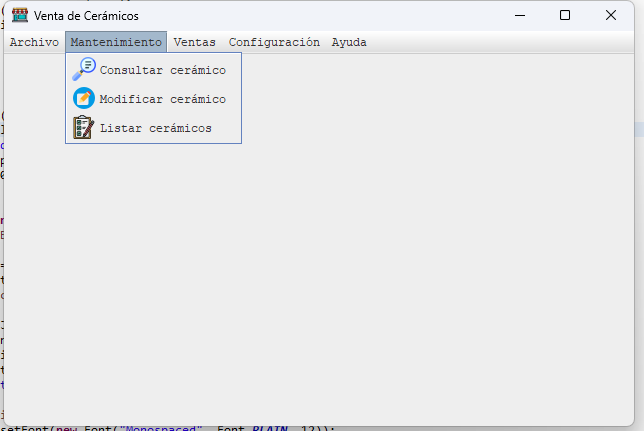 Venta de Cerámicos
Archivo Mantenimiento Ventas Configuración Ayuda
Consultar cerámico
Modificar cerámico
Listar cerámicos
setFont(new Font("Monospaced", Font.PLAIN, 12));